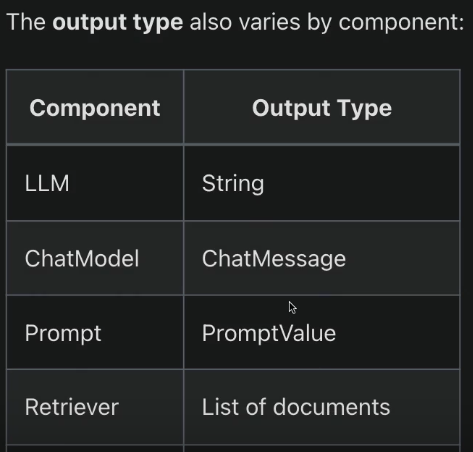 The output type also varies by component:
Component Output Type
LLM String
ChatModel ChatMessage
Prompt PromptValue
Retriever List of documents